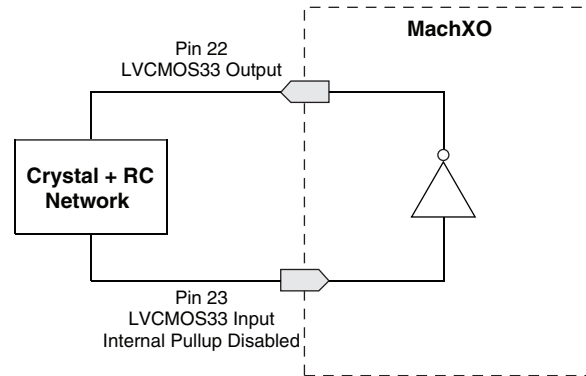 MachXO
Pin 22
LVCMOS33 Output
Crystal + RC
Network
Pin 23
LVCMOS33 Input
Internal Pullup Disabled